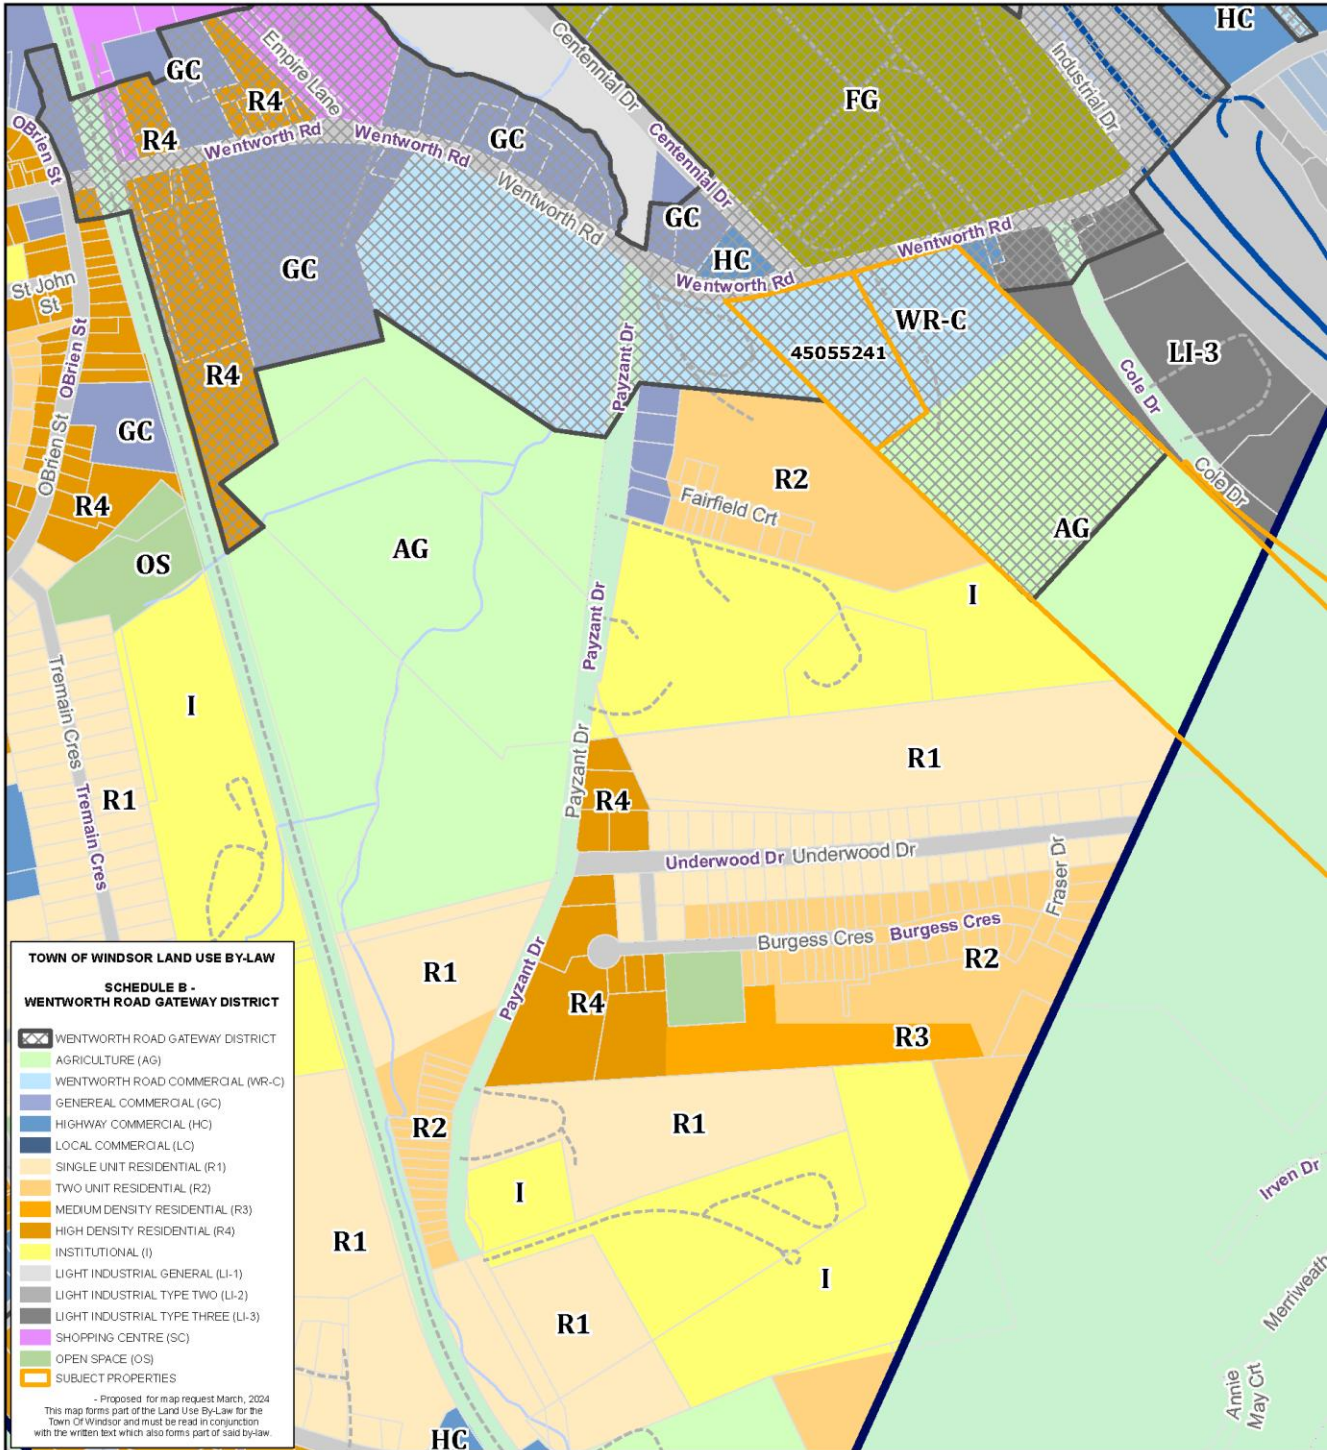 HC
GC
Empire Lane
Centennial Dr
Industrial Dr
R4
FG
OBrien St
R4
Wentworth Rd
Wentworth Rd
GC
Centennial Dr
Wentworth Rd
GC
Wentworth Rd
HC
GC
Wentworth Rd
St John
St
WR-C
OBrien St
45055241
LI-3
R4
Payzant Dr
Cole Dr
GC
OBrien St
R2
Cole Dr
R4
Fairfield Crt
AG
AG
OS
I
Payzant Dr
Tremain Cres
I
Payzant Dr
R1
R1
R4
Tremain Cres
Underwood Dr Underwood Dr
Fraser Dr
Burgess Cres Burgess Cres
R1
R2
Payzant Dr
R4
R3
R1
R2
I
Irven Dr
R1
I
Merriweath
R1
Annie
May Crt
HC
TOWN OF WINDSOR LAND USE BY-LAW
SCHEDULE B -
WENTWORTH ROAD GATEWAY DISTRICT
WENTWORTH ROAD GATEWAY DISTRICT
AGRICULTURE (AG)
WENTWORTH ROAD COMMERCIAL (WR-C)
GENEREAL COMMERCIAL (GC)
HIGHWAY COMMERCIAL (HC)
LOCAL COMMERCIAL (LC)
SINGLE UNIT RESIDENTIAL (R1)
TWO UNIT RESIDENTIAL (R2)
MEDIUM DENSITY RESIDENTIAL (R3)
HIGH DENSITY RESIDENTIAL (R4)
INSTITUTIONAL (I)
LIGHT INDUSTRIAL GENERAL (LI-1)
LIGHT INDUSTRIAL TYPE TWO (LI-2)
LIGHT INDUSTRIAL TYPE THREE (LI-3)
SHOPPING CENTRE (SC)
OPEN SPACE (OS)
SUBJECT PROPERTIES
- Proposed for map request March, 2024
This map forms part of the Land Use By-Law for the
Town Of Windsor and must be read in conjunction
with the written text which also forms part of said by-law.